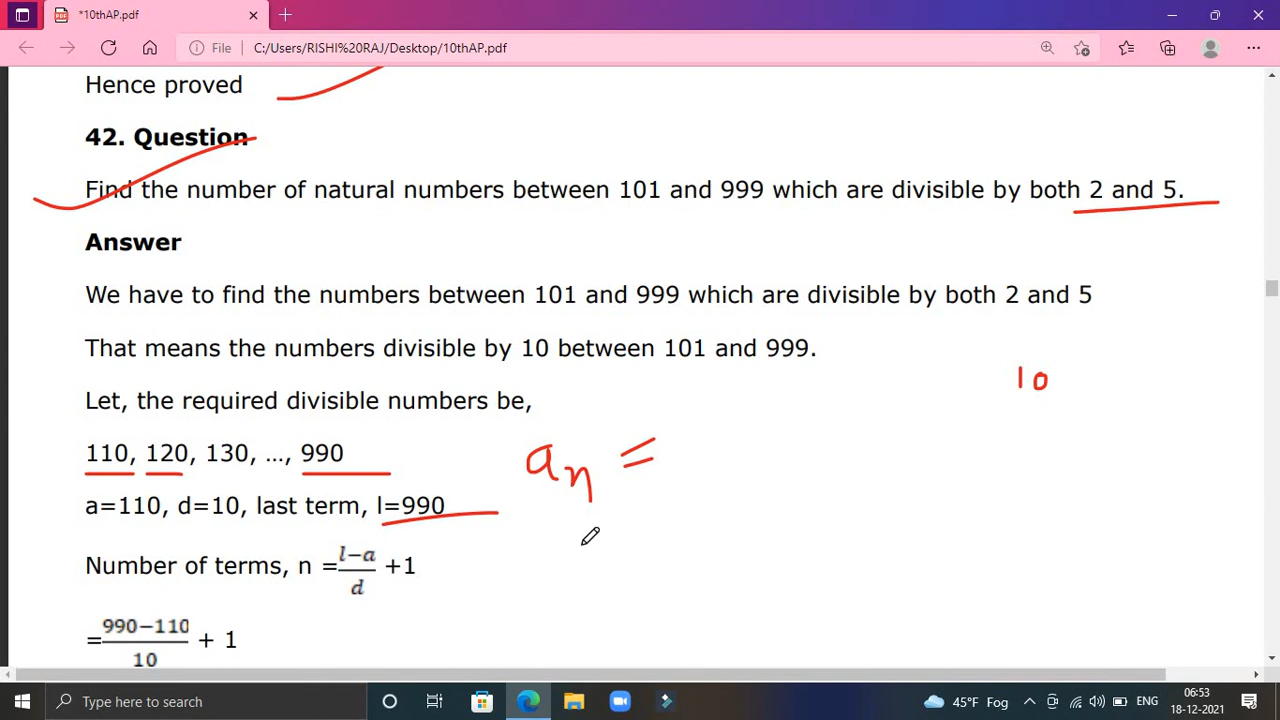 *10thAP.pdf
File C:/Users/RISHI%20RAJ/Desktop/10thAP.pdf
Hence proved
42. Question
Find the number of natural numbers between 101 and 999 which are divisible by both 2 and 5.
Answer
We have to find the numbers between 101 and 999 which are divisible by both 2 and 5
That means the numbers divisible by 10 between 101 and 999.
10
Let, the required divisible numbers be,
110, 120, 130, ..., 990
an =
a=110, d=10, last term, l=990
Number of terms, n = l−a / d +1
= 990−110 / 10 + 1
Type here to search
45°F Fog
ENG
06:53
18-12-2021